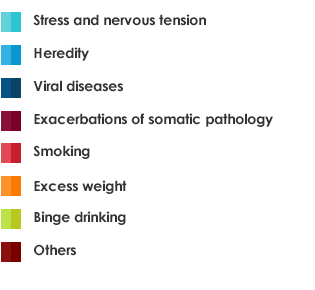 Stress and nervous tension
Heredity
Viral diseases
Exacerbations of somatic pathology
Smoking
Excess weight
Binge drinking
Others